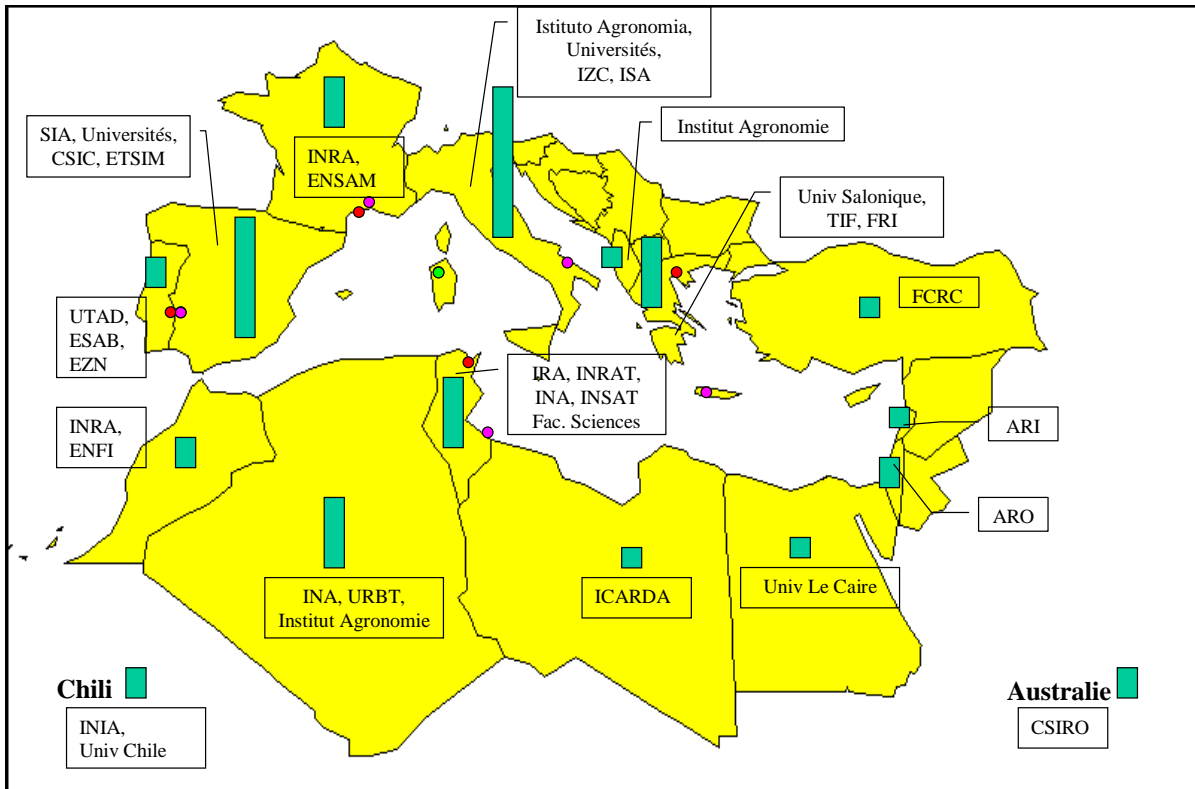 Istituto Agronomia,
Universités,
IZC, ISA
SIA, Universités,
CSIC, ETSIM
Institut Agronomie
INRA,
ENSAM
Univ Salonique,
TIF, FRI
FCRC
UTAD,
ESAB,
EZN
IRA, INRAT,
INA, INSAT
Fac. Sciences
INRA,
ENFI
ARI
ARO
INA, URBT,
Institut Agronomie
ICARDA
Univ Le Caire
Chili
INIA,
Univ Chile
Australie
CSIRO